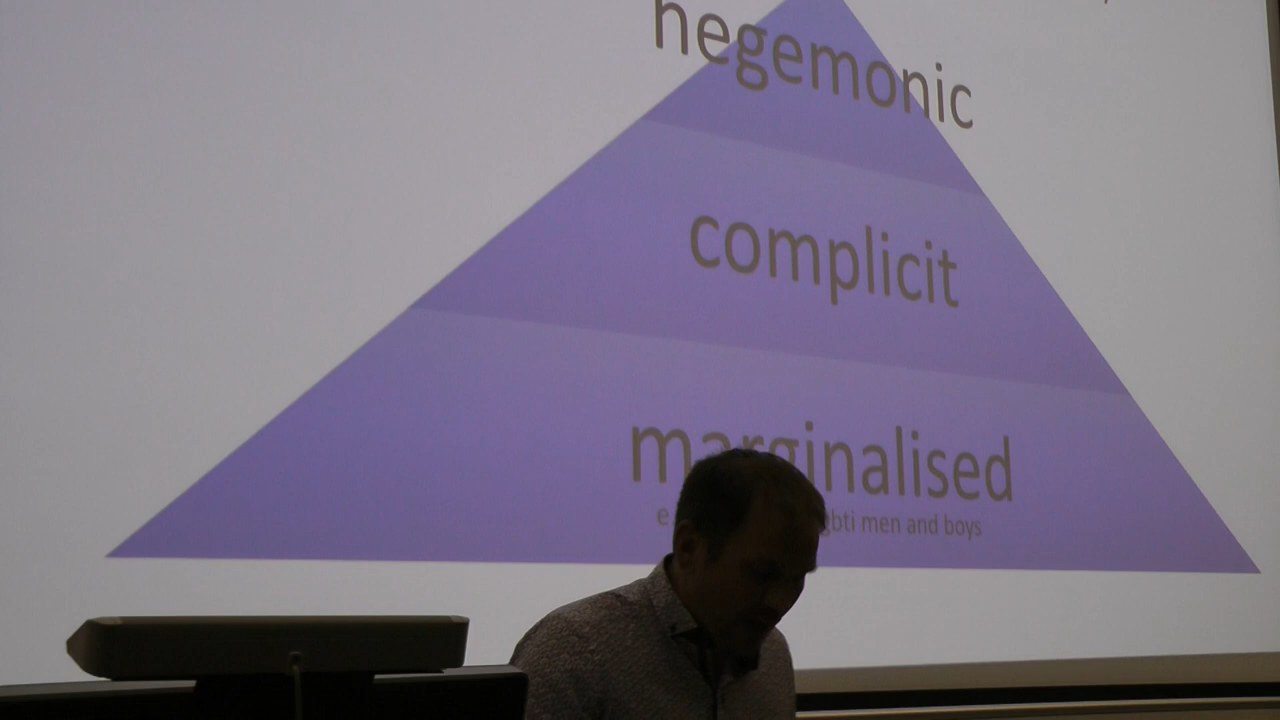 hegemonic
complicit
marginalised
men and boys